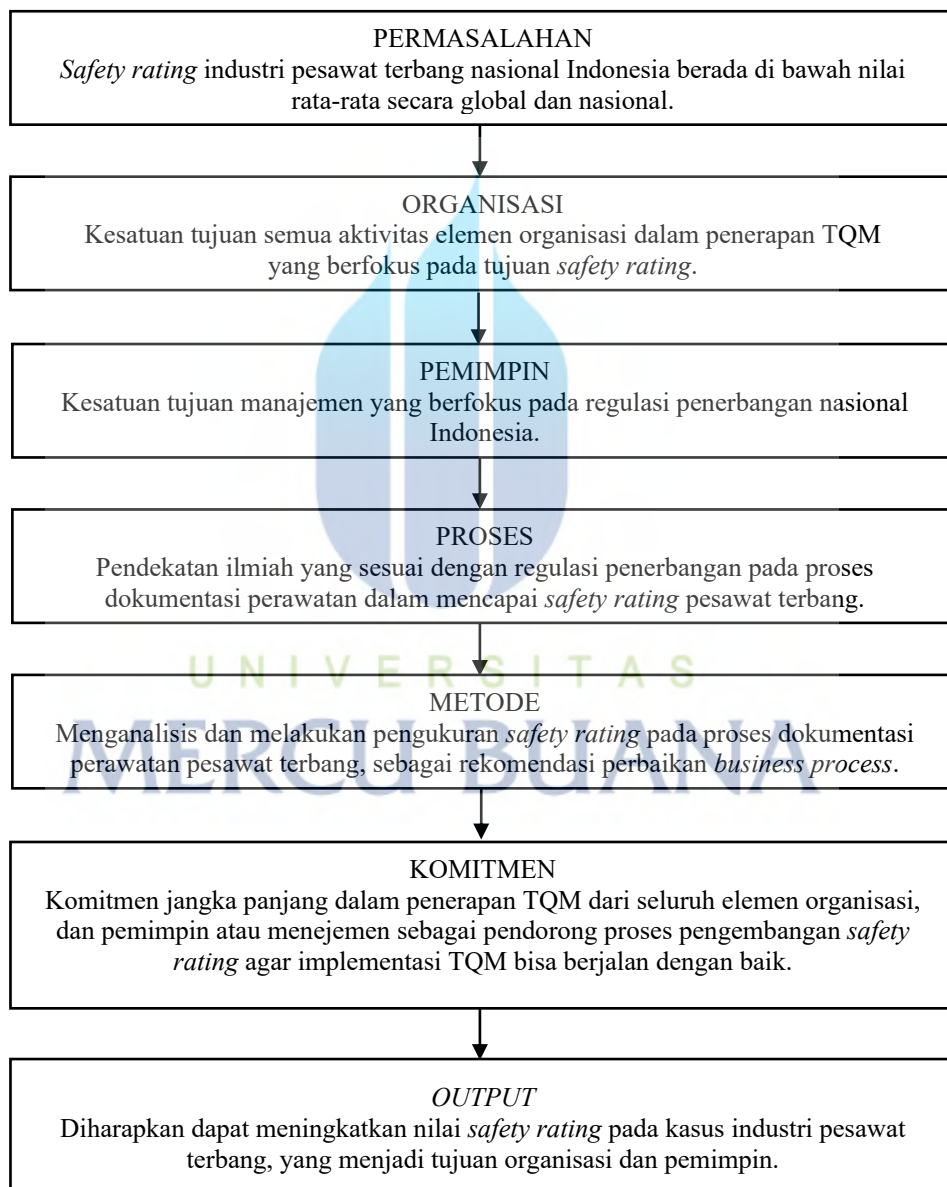 PERMASALAHAN
Safety rating industri pesawat terbang nasional Indonesia berada di bawah nilai
rata-rata secara global dan nasional.
ORGANISASI
Kesatuan tujuan semua aktivitas elemen organisasi dalam penerapan TQM
yang berfokus pada tujuan safety rating.
PEMIMPIN
Kesatuan tujuan manajemen yang berfokus pada regulasi penerbangan nasional
Indonesia.
PROSES
Pendekatan ilmiah yang sesuai dengan regulasi penerbangan pada proses
dokumentasi perawatan dalam mencapai safety rating pesawat terbang.
UNIVERSITAS
METODE
MERCU BUANA
Menganalisis dan melakukan pengukuran safety rating pada proses dokumentasi
perawatan pesawat terbang, sebagai rekomendasi perbaikan business process.
KOMITMEN
Komitmen jangka panjang dalam penerapan TQM dari seluruh elemen organisasi,
dan pemimpin atau menejemen sebagai pendorong proses pengembangan safety
rating agar implementasi TQM bisa berjalan dengan baik.
OUTPUT
Diharapkan dapat meningkatkan nilai safety rating pada kasus industri pesawat
terbang, yang menjadi tujuan organisasi dan pemimpin.